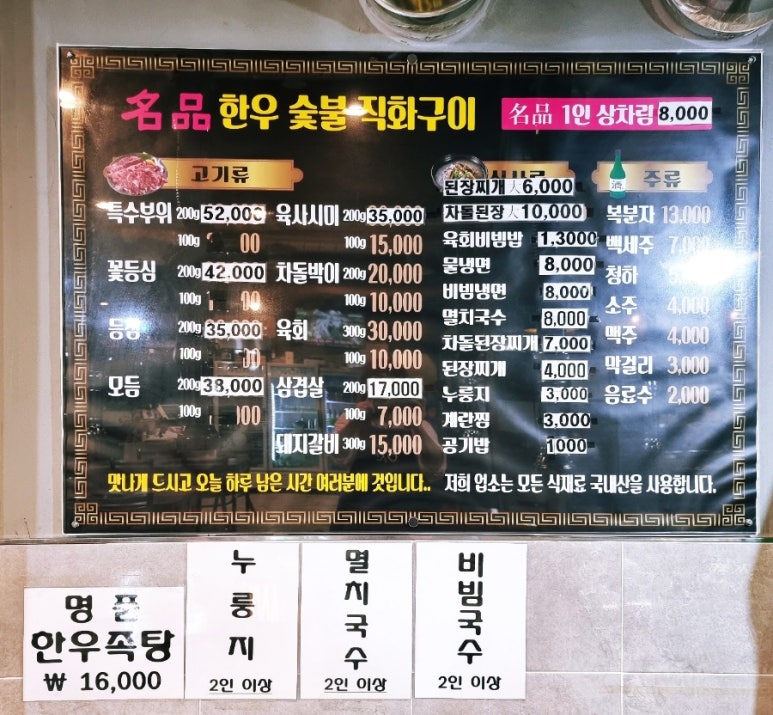 名品 한우 숯불 직화구이
名品 1인 상차림 8,000
고기류
특수부위 200g 52,000
100g 00
꽃등심 200g 42,000
100g 00
등심 200g 35,000
100g 00
모듬 200g 38,000
100g 00
육사시미 200g 35,000
100g 15,000
차돌박이 200g 20,000
100g 10,000
육회 300g 30,000
100g 10,000
삼겹살 200g 17,000
100g 7,000
돼지갈비 300g 15,000
식사류
된장찌개 人 6,000
차돌된장 人 10,000
육회비빔밥 1.3000
물냉면 8,000
비빔냉면 8,000
멸치국수 8,000
차돌된장찌개 7,000
된장찌개 4,000
누룽지 3,000
계란찜 3,000
공기밥 1000
酒
주류
복분자 13,000
백세주 7,000
청하
소주 4,000
맥주 4,000
막걸리 3,000
음료수 2,000
맛나게 드시고 오늘 하루 남은 시간 여러분에 것입니다..
저희 업소는 모든 식재료 국내산을 사용합니다.
명품
한우족탕
₩ 16,000
누룽지
2인 이상
멸치국수
2인 이상
비빔국수
2인 이상